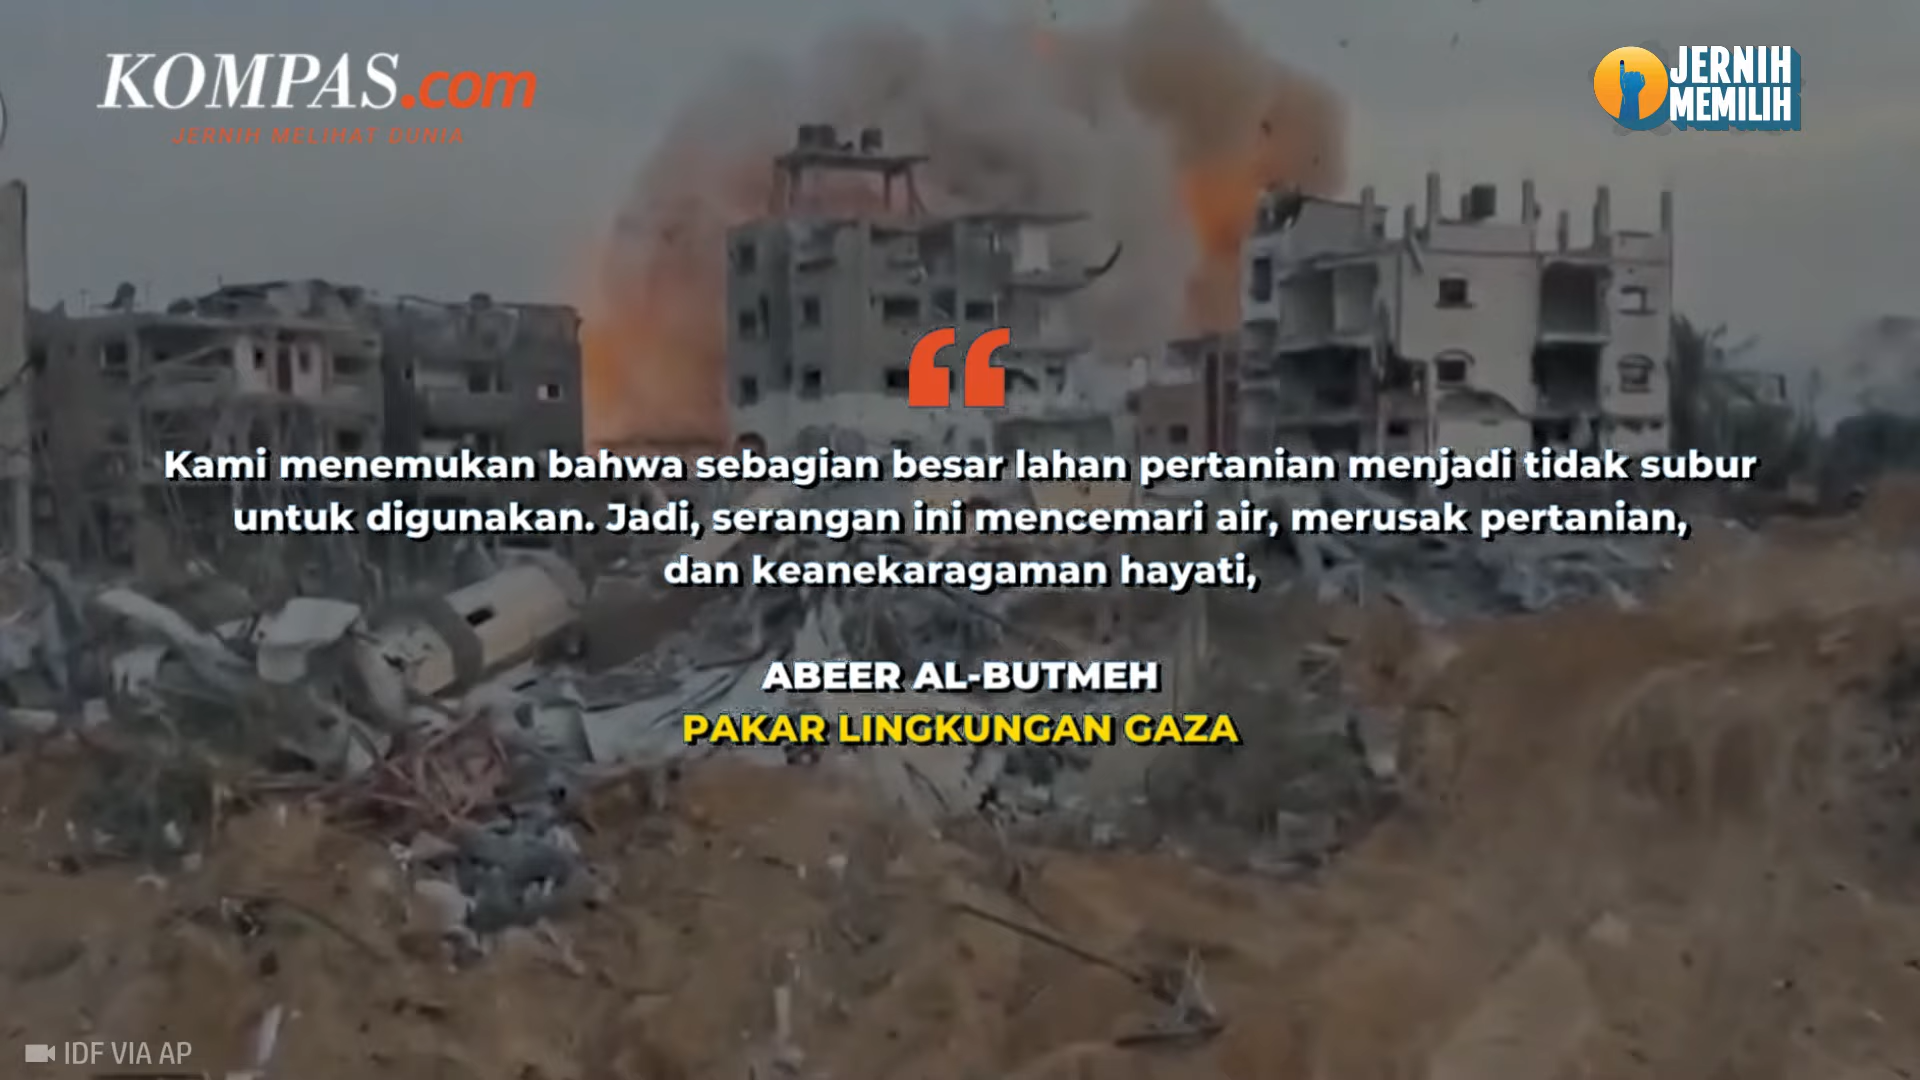 KOMPAS.com
JERNIH MELIHAT DUNIA
JERNIH
MEMILIH
Kami menemukan bahwa sebagian besar lahan pertanian menjadi tidak subur
untuk digunakan. Jadi, serangan ini mencemari air, merusak pertanian,
dan keanekaragaman hayati,
ABEER AL-BUTMEH
PAKAR LINGKUNGAN GAZA
IDF VIA AP